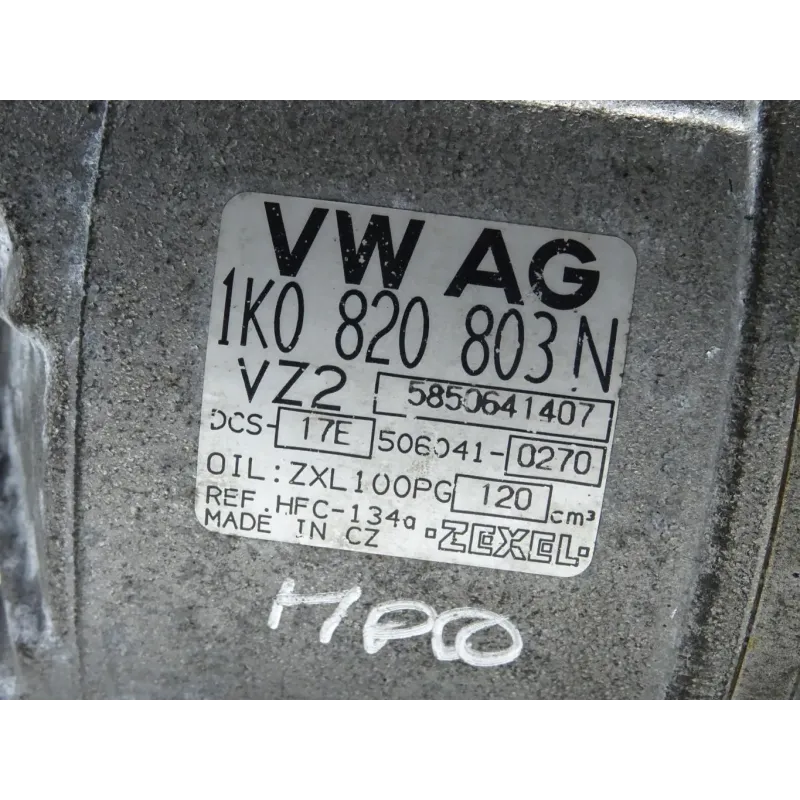 VW AG
1K0 820 803 N
VZ2 5850641407
DCS-17E 506041-0270
OIL: ZXL100PG 120 cm³
REF. HFC-134a ·ZEXEL·
MADE IN CZ